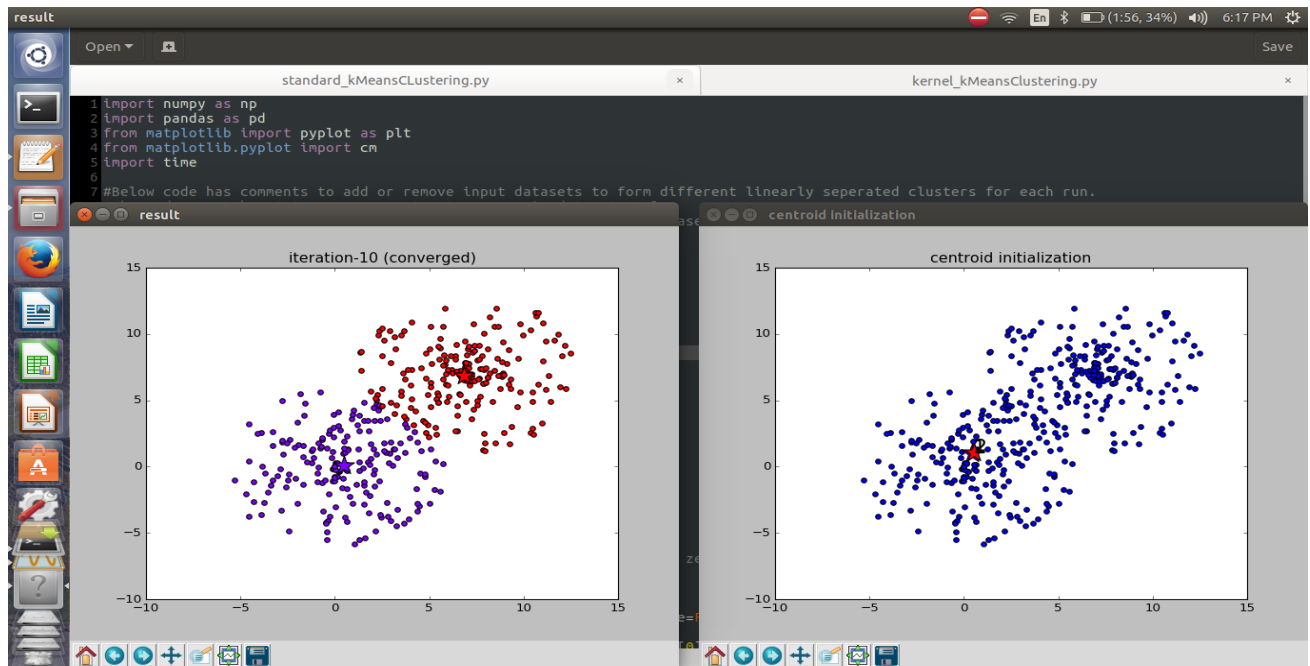 result
En
(1:56, 34%)
6:17 PM
Open
Save
standard_kMeansCLustering.py
×
kernel_kMeansClustering.py
×
1 import numpy as np
2 import pandas as pd
3 from matplotlib import pyplot as plt
4 from matplotlib.pyplot import cm
5 import time
6
7 #Below code has comments to add or remove input datasets to form different linearly seperated clusters for each run.
result
iteration-10 (converged)
15
10
5
0
−5
−10
−10 −5 0 5 10 15
centroid initialization
centroid initialization
15
10
5
0
−5
−10
2
−10 −5 0 5 10 15